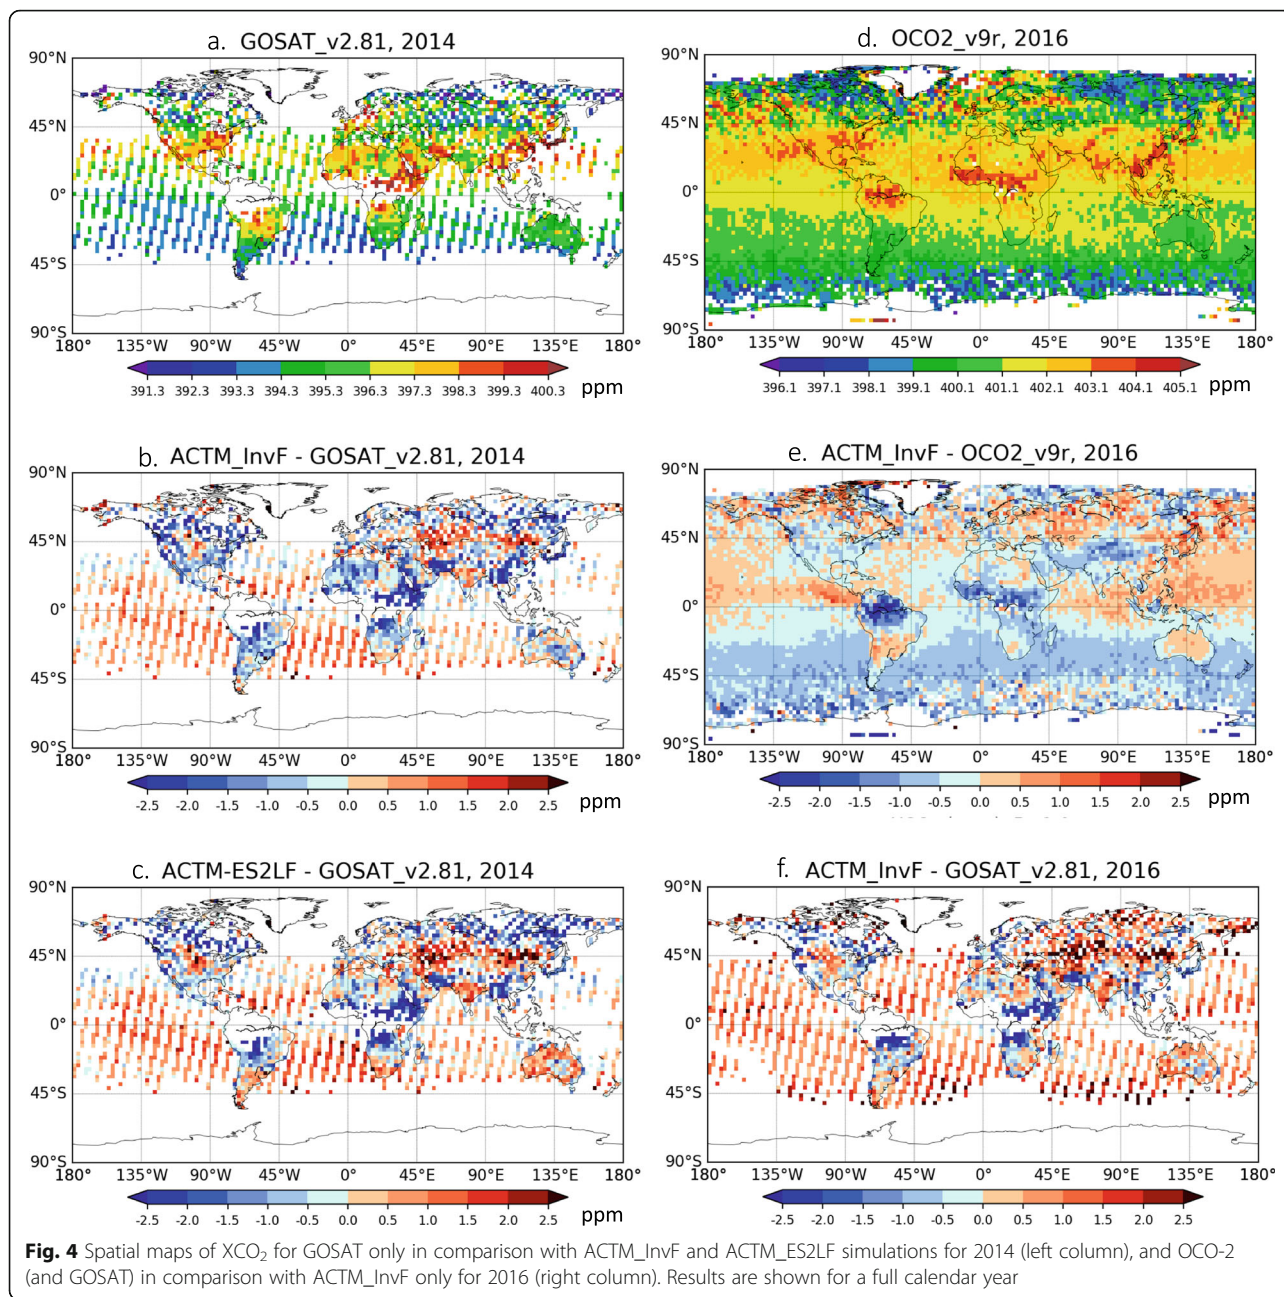 a. GOSAT_v2.81, 2014
90°N
45°N
0°
45°S
90°S
180° 135°W 90°W 45°W 0° 45°E 90°E 135°E 180°
391.3 392.3 393.3 394.3 395.3 396.3 397.3 398.3 399.3 400.3
ppm
d. OCO2_v9r, 2016
90°N
45°N
0°
45°S
90°S
180° 135°W 90°W 45°W 0° 45°E 90°E 135°E 180°
396.1 397.1 398.1 399.1 400.1 401.1 402.1 403.1 404.1 405.1
ppm
b. ACTM_InvF - GOSAT_v2.81, 2014
90°N
45°N
0°
45°S
90°S
180° 135°W 90°W 45°W 0° 45°E 90°E 135°E 180°
-2.5 -2.0 -1.5 -1.0 -0.5 0.0 0.5 1.0 1.5 2.0 2.5
ppm
e. ACTM_InvF - OCO2_v9r, 2016
90°N
45°N
0°
45°S
90°S
180° 135°W 90°W 45°W 0° 45°E 90°E 135°E 180°
-2.5 -2.0 -1.5 -1.0 -0.5 0.0 0.5 1.0 1.5 2.0 2.5
ppm
c. ACTM-ES2LF - GOSAT_v2.81, 2014
90°N
45°N
0°
45°S
90°S
180° 135°W 90°W 45°W 0° 45°E 90°E 135°E 180°
-2.5 -2.0 -1.5 -1.0 -0.5 0.0 0.5 1.0 1.5 2.0 2.5
ppm
f. ACTM_InvF - GOSAT_v2.81, 2016
90°N
45°N
0°
45°S
90°S
180° 135°W 90°W 45°W 0° 45°E 90°E 135°E 180°
-2.5 -2.0 -1.5 -1.0 -0.5 0.0 0.5 1.0 1.5 2.0 2.5
ppm
Fig. 4 Spatial maps of XCO₂ for GOSAT only in comparison with ACTM_InvF and ACTM_ES2LF simulations for 2014 (left column), and OCO-2
(and GOSAT) in comparison with ACTM_InvF only for 2016 (right column). Results are shown for a full calendar year